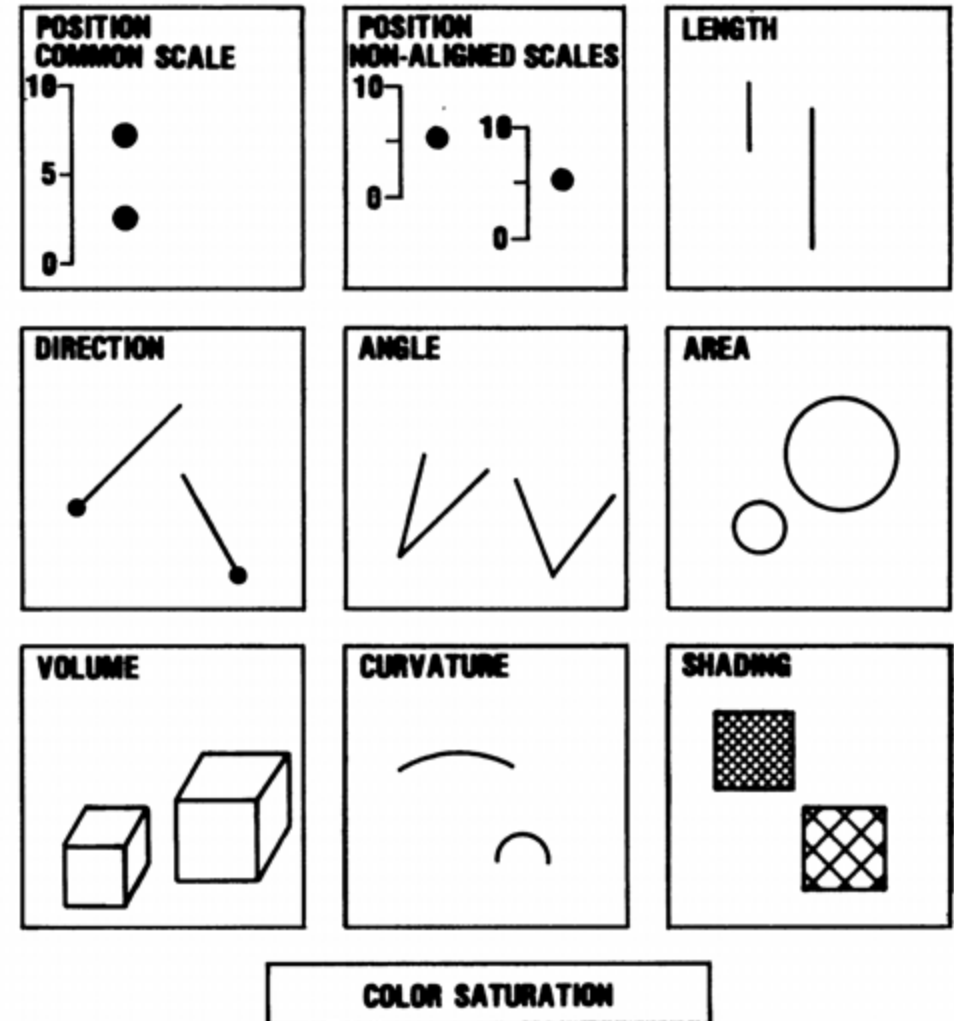 POSITION
COMMON SCALE
10
5
0
POSITION
NON-ALIGNED SCALES
10
0
10
0
LENGTH
DIRECTION
ANGLE
AREA
VOLUME
CURVATURE
SHADING
COLOR SATURATION